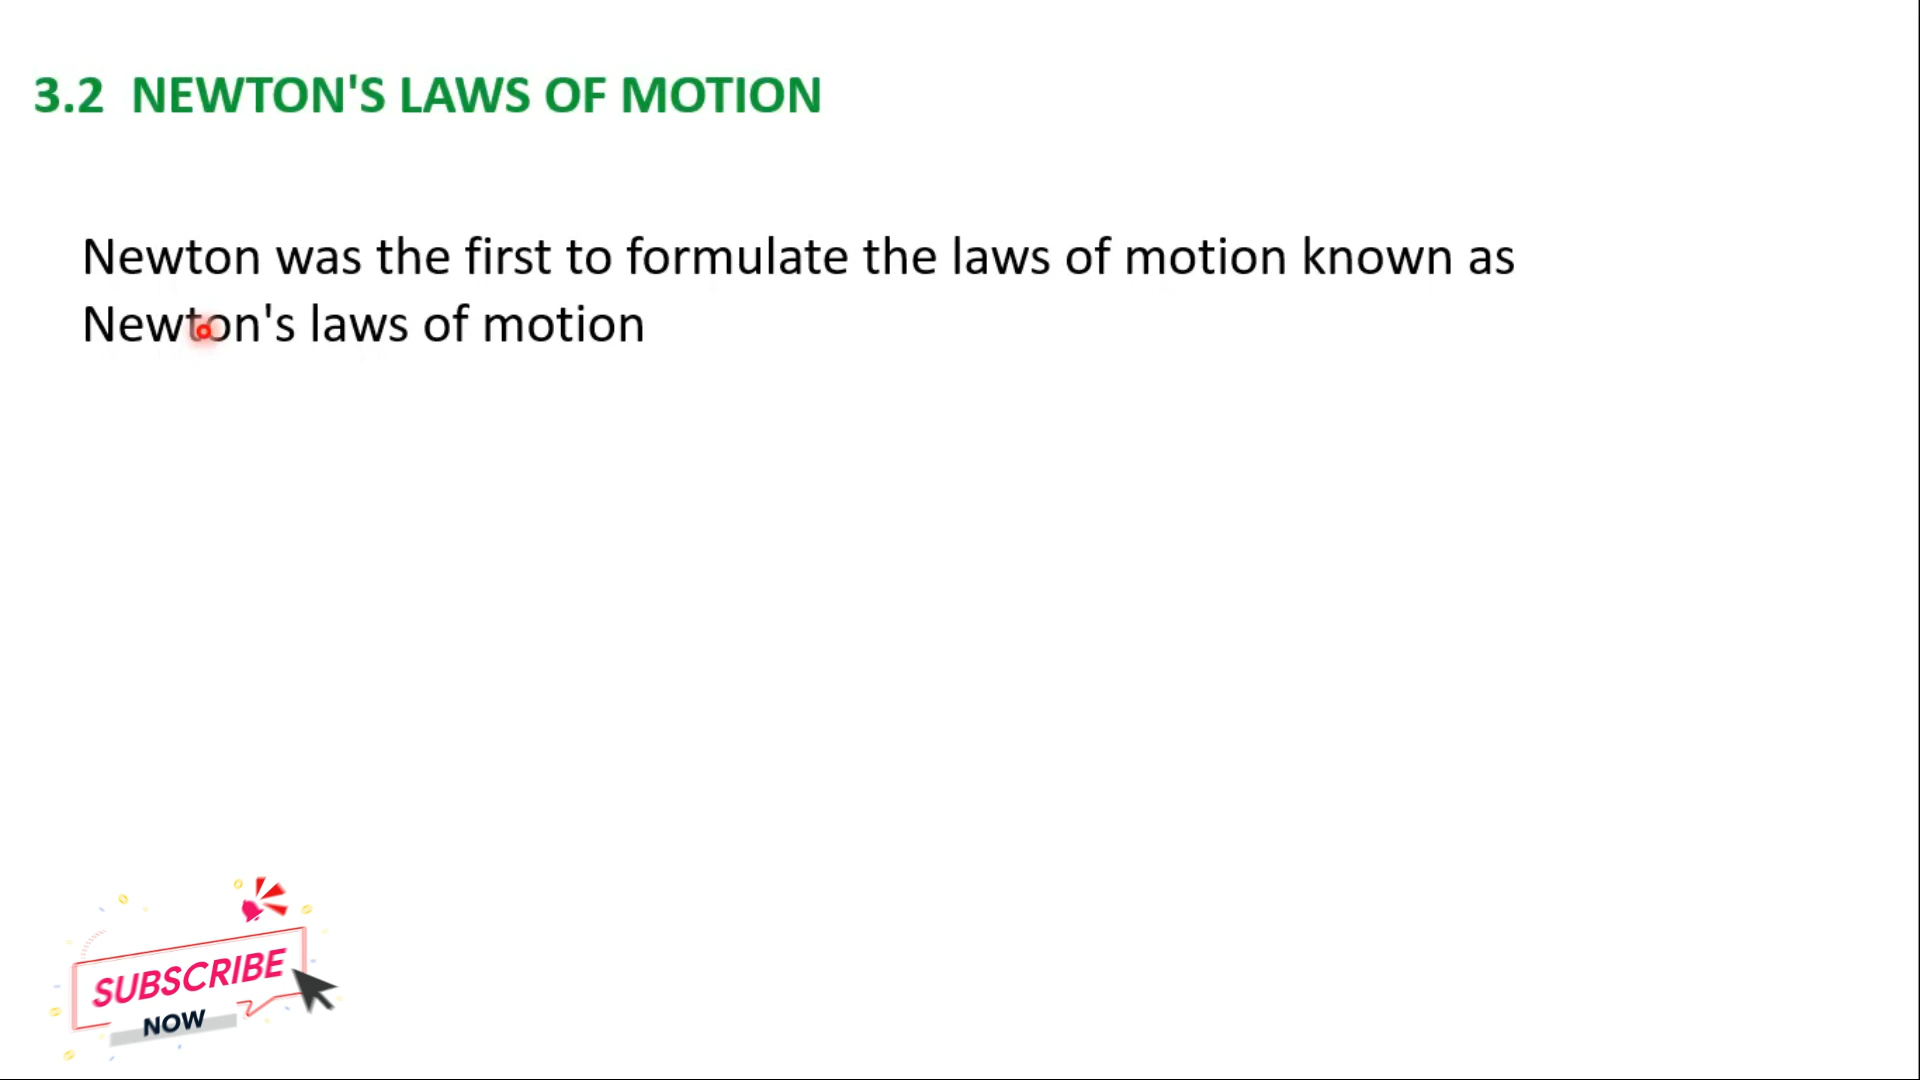 3.2 NEWTON'S LAWS OF MOTION
Newton was the first to formulate the laws of motion known as
Newton's laws of motion
SUBSCRIBE
NOW